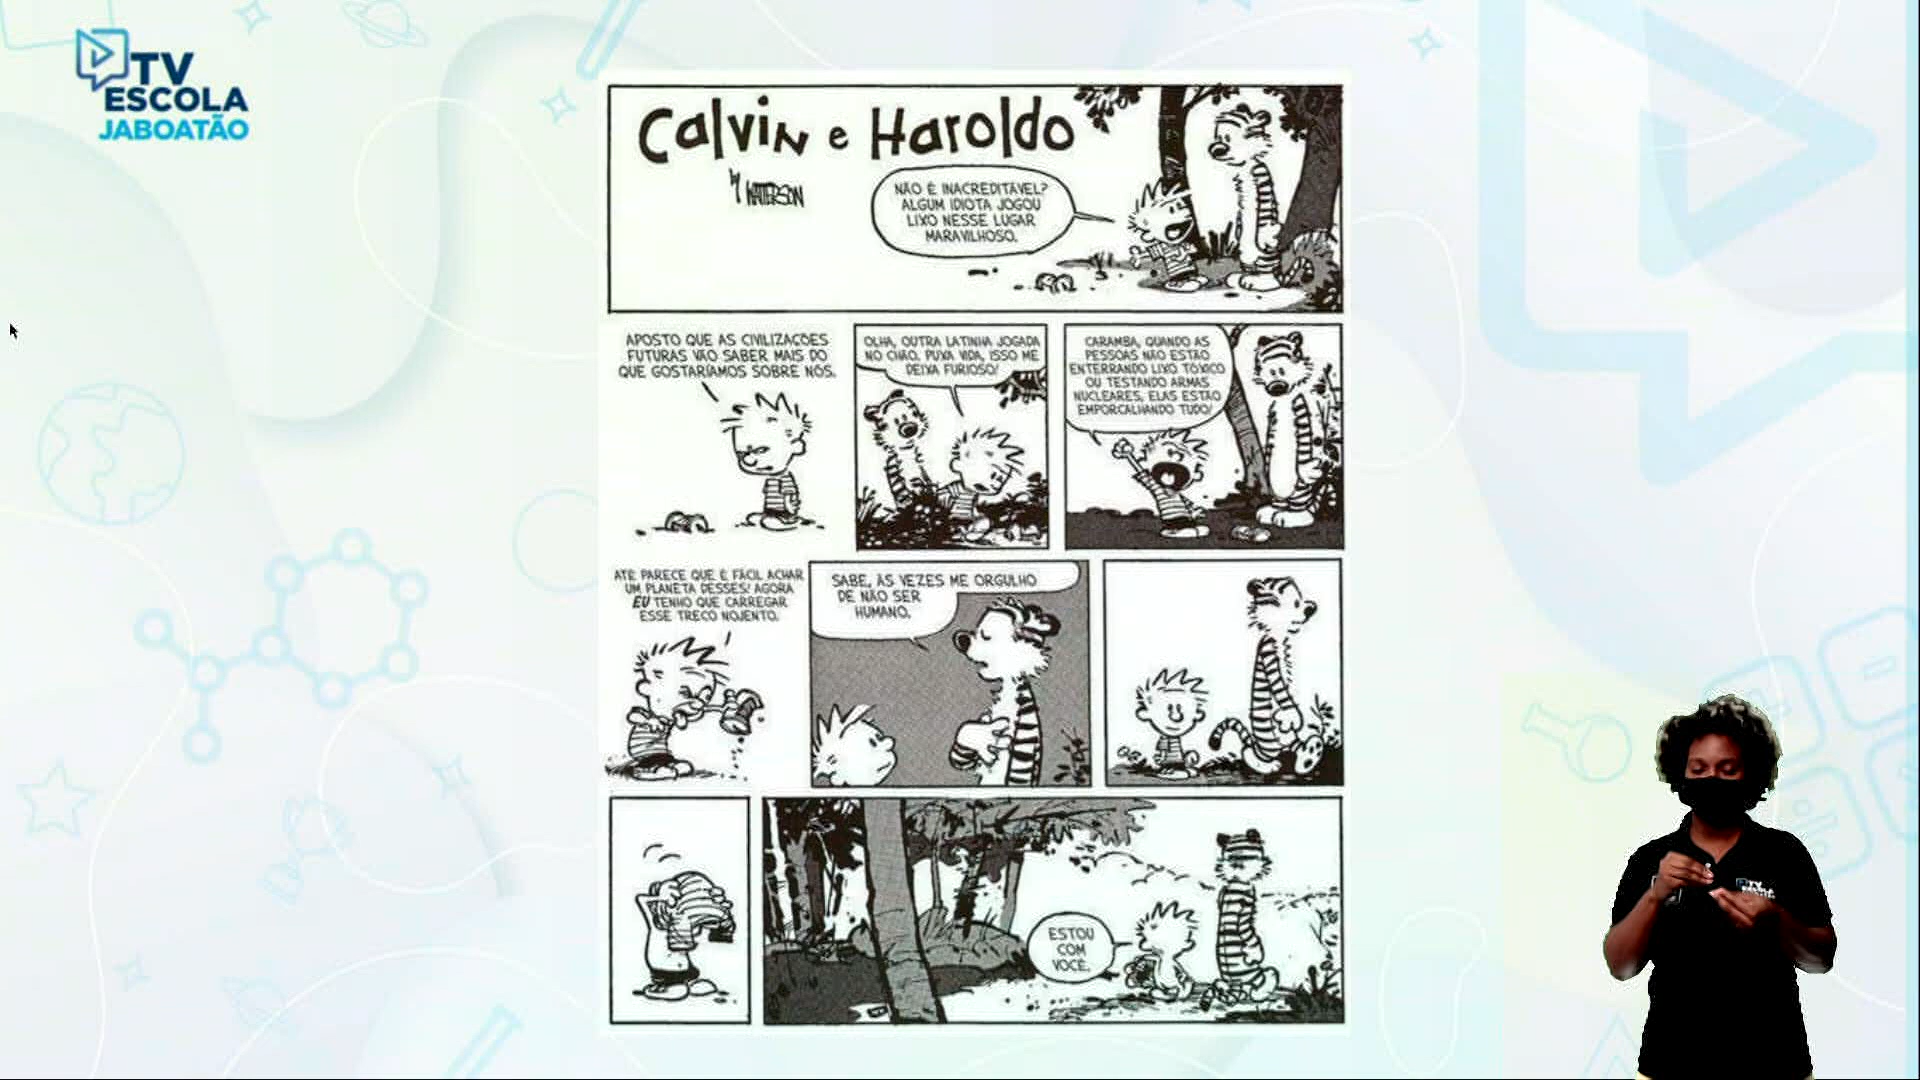 TV
ESCOLA
JABOATÃO
Calvin e Haroldo
by WATTERSON
NÃO É INACREDITÁVEL?
ALGUM IDIOTA JOGOU
LIXO NESSE LUGAR
MARAVILHOSO.
APOSTO QUE AS CIVILIZAÇÕES
FUTURAS VÃO SABER MAIS DO
QUE GOSTARÍAMOS SOBRE NÓS.
OLHA, OUTRA LATINHA JOGADA
NO CHÃO. PUXA VIDA, ISSO ME
DEIXA FURIOSO!
CARAMBA, QUANDO AS
PESSOAS NÃO ESTÃO
ENTERRANDO LIXO TÓXICO
OU TESTANDO ARMAS
NUCLEARES, ELAS ESTÃO
EMPORCALHANDO TUDO!
ATÉ PARECE QUE É FÁCIL ACHAR
UM PLANETA DESSES! AGORA
EU TENHO QUE CARREGAR
ESSE TRECO NOJENTO.
SABE, ÀS VEZES ME ORGULHO
DE NÃO SER
HUMANO.
ESTOU
COM
VOCÊ.
TV
ESCOLA